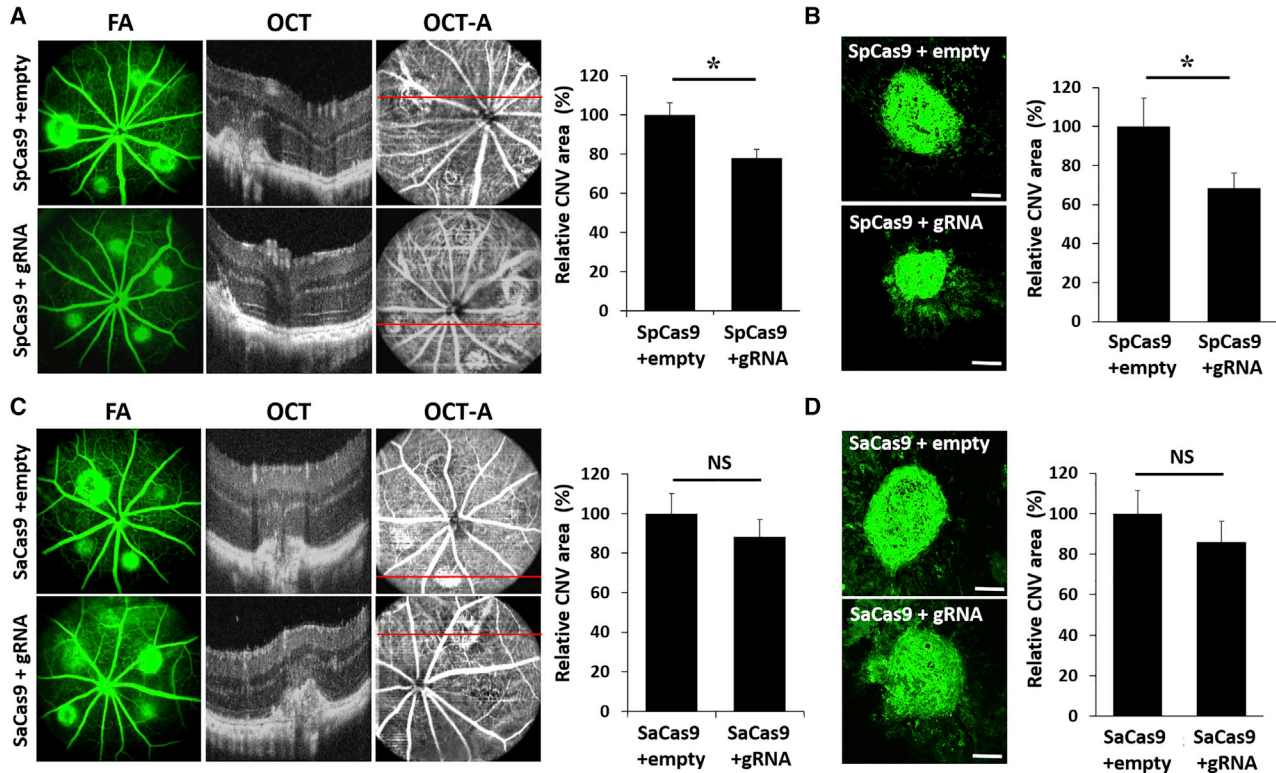 A
FA
OCT
OCT-A
SpCas9 +empty
SpCas9 + gRNA
Relative CNV area (%)
120
100
80
60
40
20
0
*
SpCas9
+empty
SpCas9
+gRNA
B
SpCas9 + empty
SpCas9 + gRNA
Relative CNV area (%)
120
100
80
60
40
20
0
*
SpCas9
+empty
SpCas9
+gRNA
C
FA
OCT
OCT-A
SaCas9 +empty
SaCas9 + gRNA
Relative CNV area (%)
120
100
80
60
40
20
0
NS
SaCas9
+empty
SaCas9
+gRNA
D
SaCas9 + empty
SaCas9 + gRNA
Relative CNV area (%)
120
100
80
60
40
20
0
NS
SaCas9
+empty
SaCas9
+gRNA